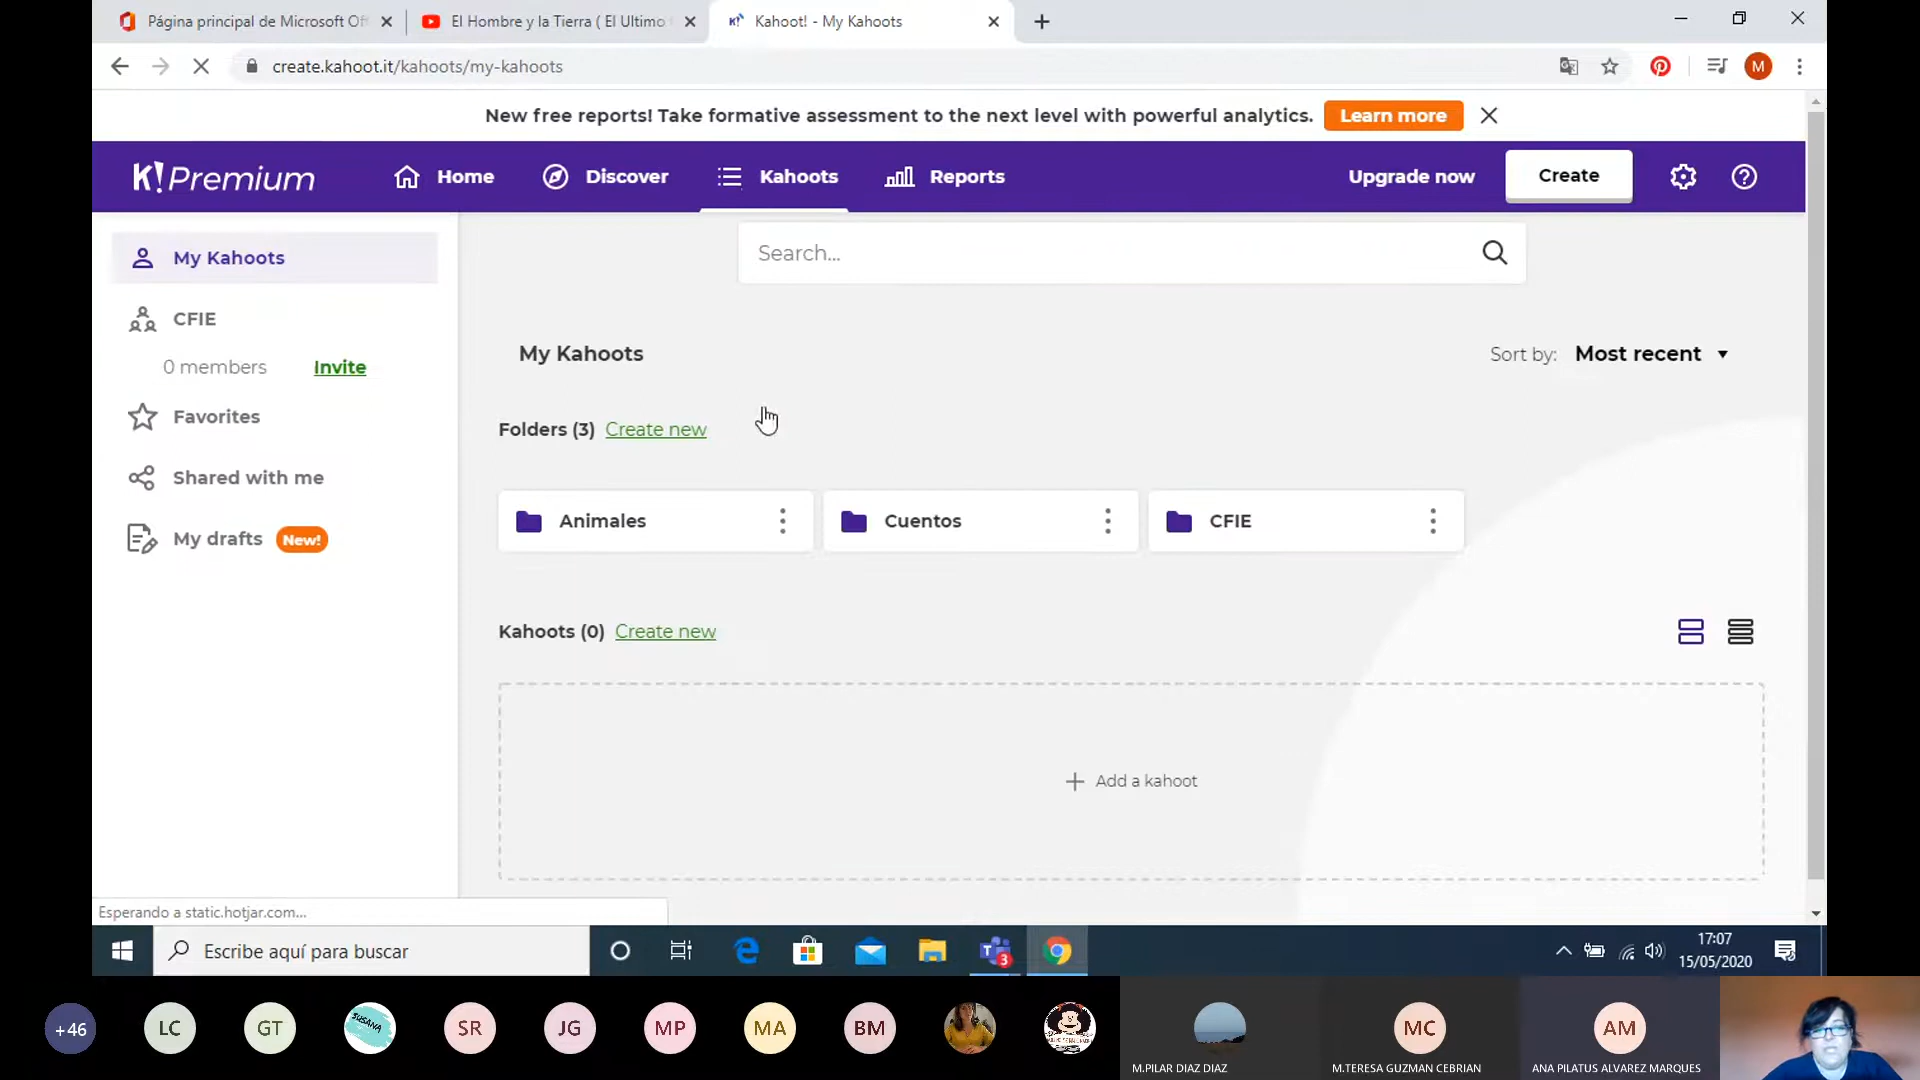 Página principal de Microsoft Off
El Hombre y la Tierra ( El Ultimo
K! Kahoot! - My Kahoots
create.kahoot.it/kahoots/my-kahoots
M
New free reports! Take formative assessment to the next level with powerful analytics.
Learn more
K! Premium
Home
Discover
Kahoots
Reports
Upgrade now
Create
My Kahoots
Search...
CFIE
0 members
Invite
My Kahoots
Sort by: Most recent
Favorites
Folders (3) Create new
Shared with me
Animales
Cuentos
CFIE
My drafts New!
Kahoots (0) Create new
Add a kahoot
Esperando a static.hotjar.com...
Escribe aquí para buscar
3
17:07
15/05/2020
+46
LC
GT
SUSANA
SR
JG
MP
MA
BM
MC
AM
M.PILAR DIAZ DIAZ
M.TERESA GUZMAN CEBRIAN
ANA PILATUS ALVAREZ MARQUES